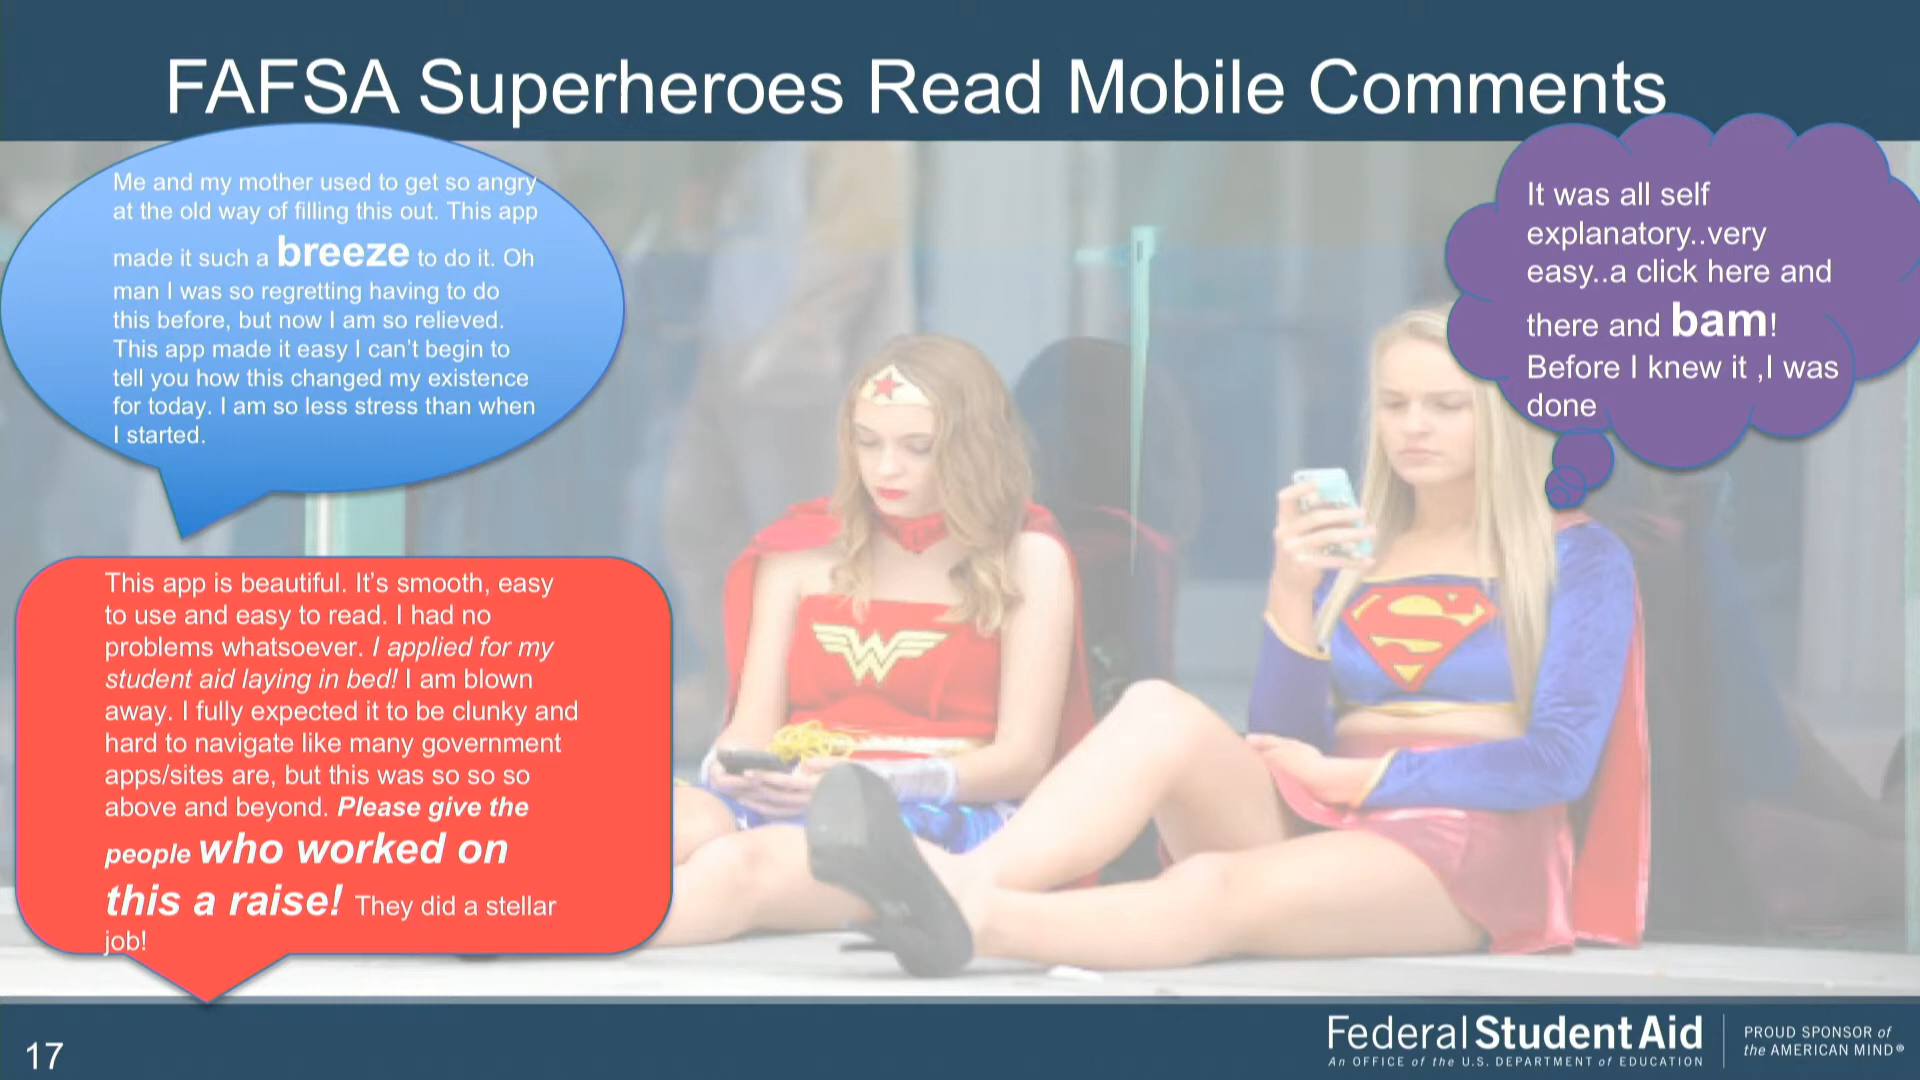 FAFSA Superheroes Read Mobile Comments
Me and my mother used to get so angry
at the old way of filling this out. This app
made it such a breeze to do it. Oh
man I was so regretting having to do
this before, but now I am so relieved.
This app made it easy I can't begin to
tell you how this changed my existence
for today. I am so less stress than when
I started.
It was all self
explanatory..very
easy..a click here and
there and bam!
Before I knew it ,I was
done
This app is beautiful. It's smooth, easy
to use and easy to read. I had no
problems whatsoever. I applied for my
student aid laying in bed! I am blown
away. I fully expected it to be clunky and
hard to navigate like many government
apps/sites are, but this was so so so
above and beyond. Please give the
people who worked on
this a raise! They did a stellar
job!
W
S
17
Federal Student Aid
An OFFICE of the U.S. DEPARTMENT of EDUCATION
PROUD SPONSOR of
the AMERICAN MIND®